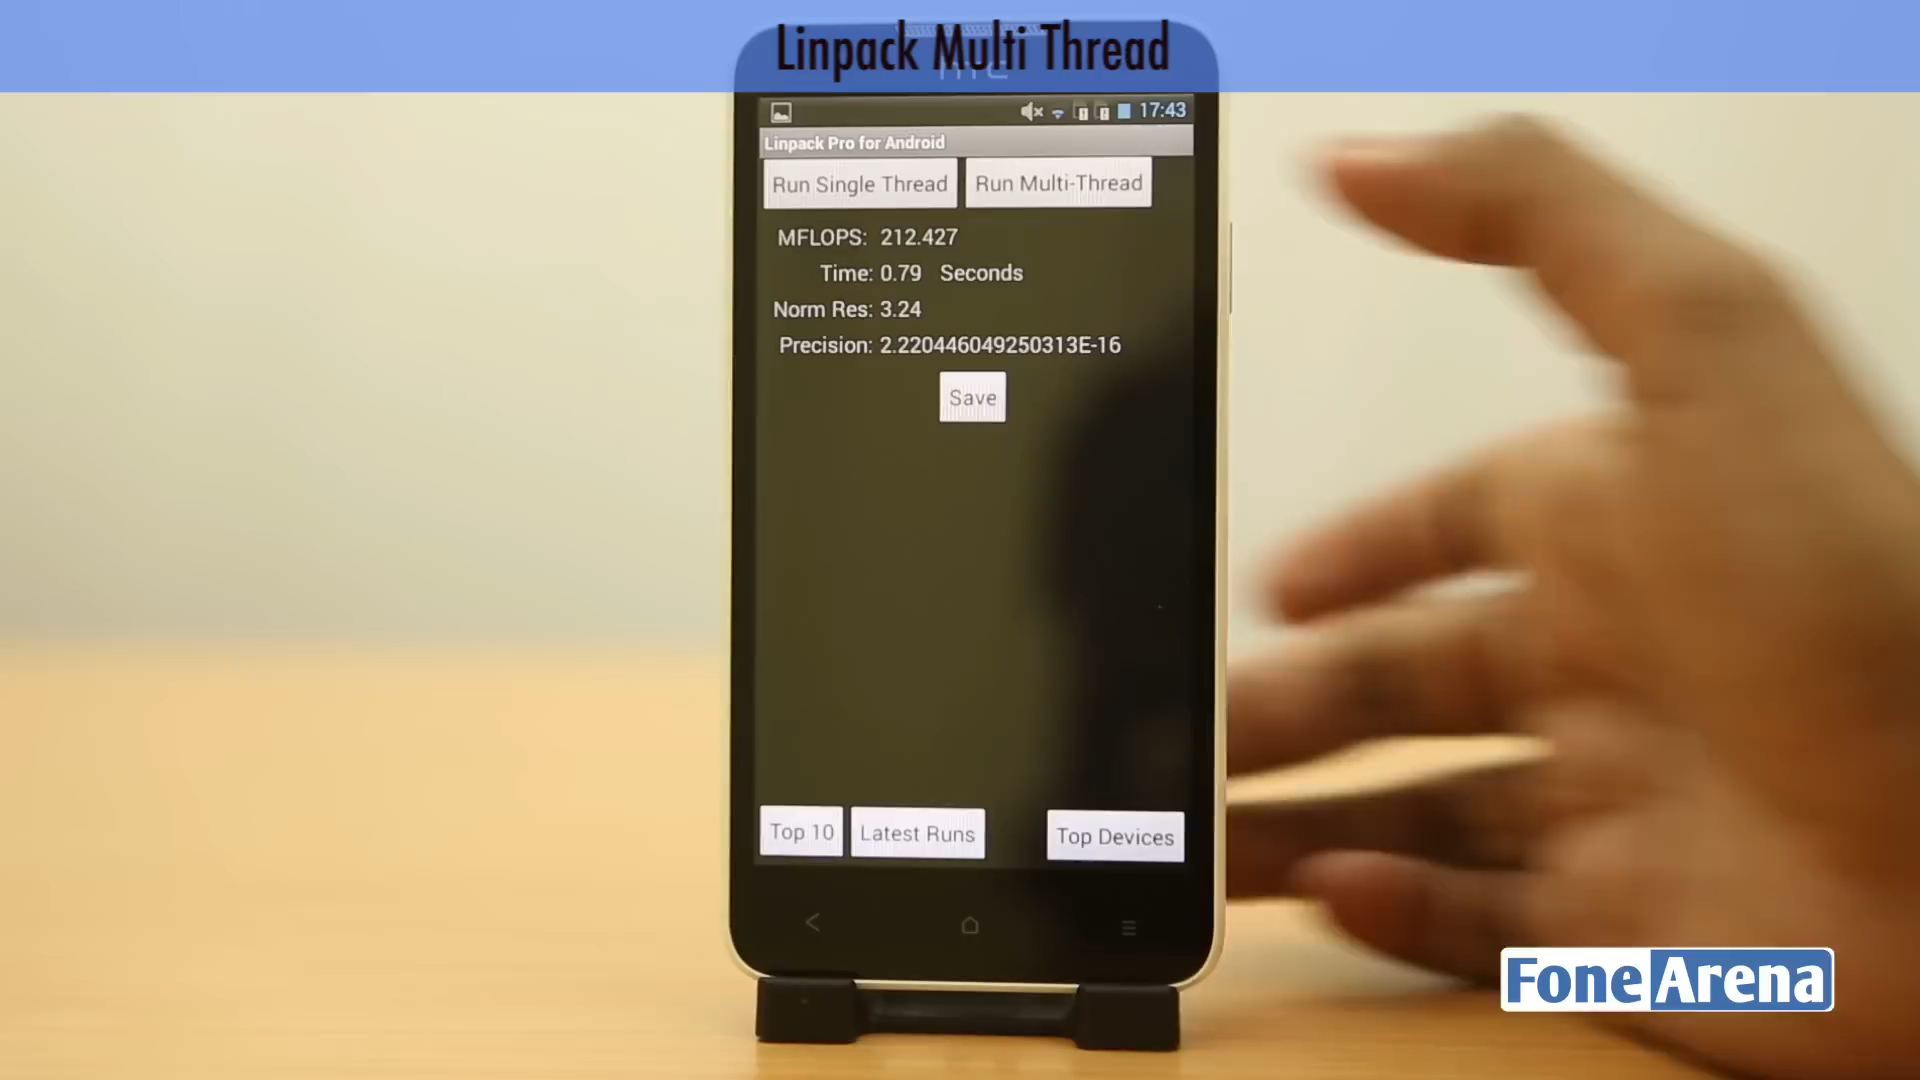 Linpack Multi Thread
hTC
17:43
Linpack Pro for Android
Run Single Thread Run Multi-Thread
MFLOPS: 212.427
Time: 0.79 Seconds
Norm Res: 3.24
Precision: 2.220446049250313E-16
Save
Top 10 Latest Runs Top Devices
FoneArena